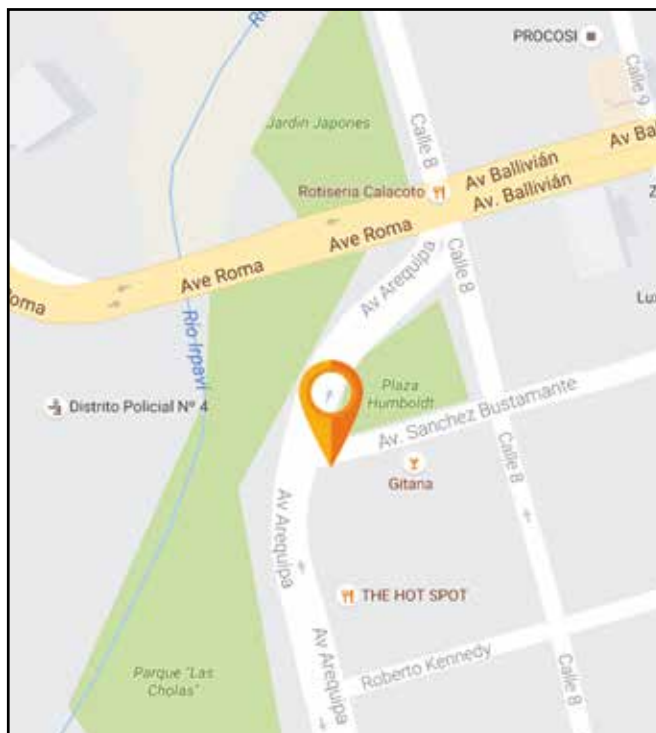 Rí
PROCOSI
Calle 9
Jardin Japones
Calle 8
Av Ba
Rotiseria Calacoto
Av Ballivián
Av. Ballivián
Z
Ave Roma
Ave Roma
oma
Av Arequipa
Calle 8
Lux
Río Irpavi
Plaza
Humboldt
Distrito Policial Nº 4
Av. Sanchez Bustamante
Gitana
Calle 8
Av Arequipa
THE HOT SPOT
Av Arequipa
Roberto Kennedy
Calle 8
Parque "Las
Cholas"